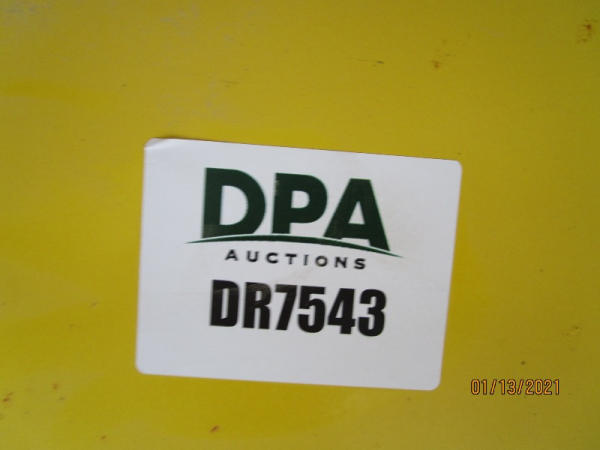 DPA
AUCTIONS
DR7543
01/13/2021